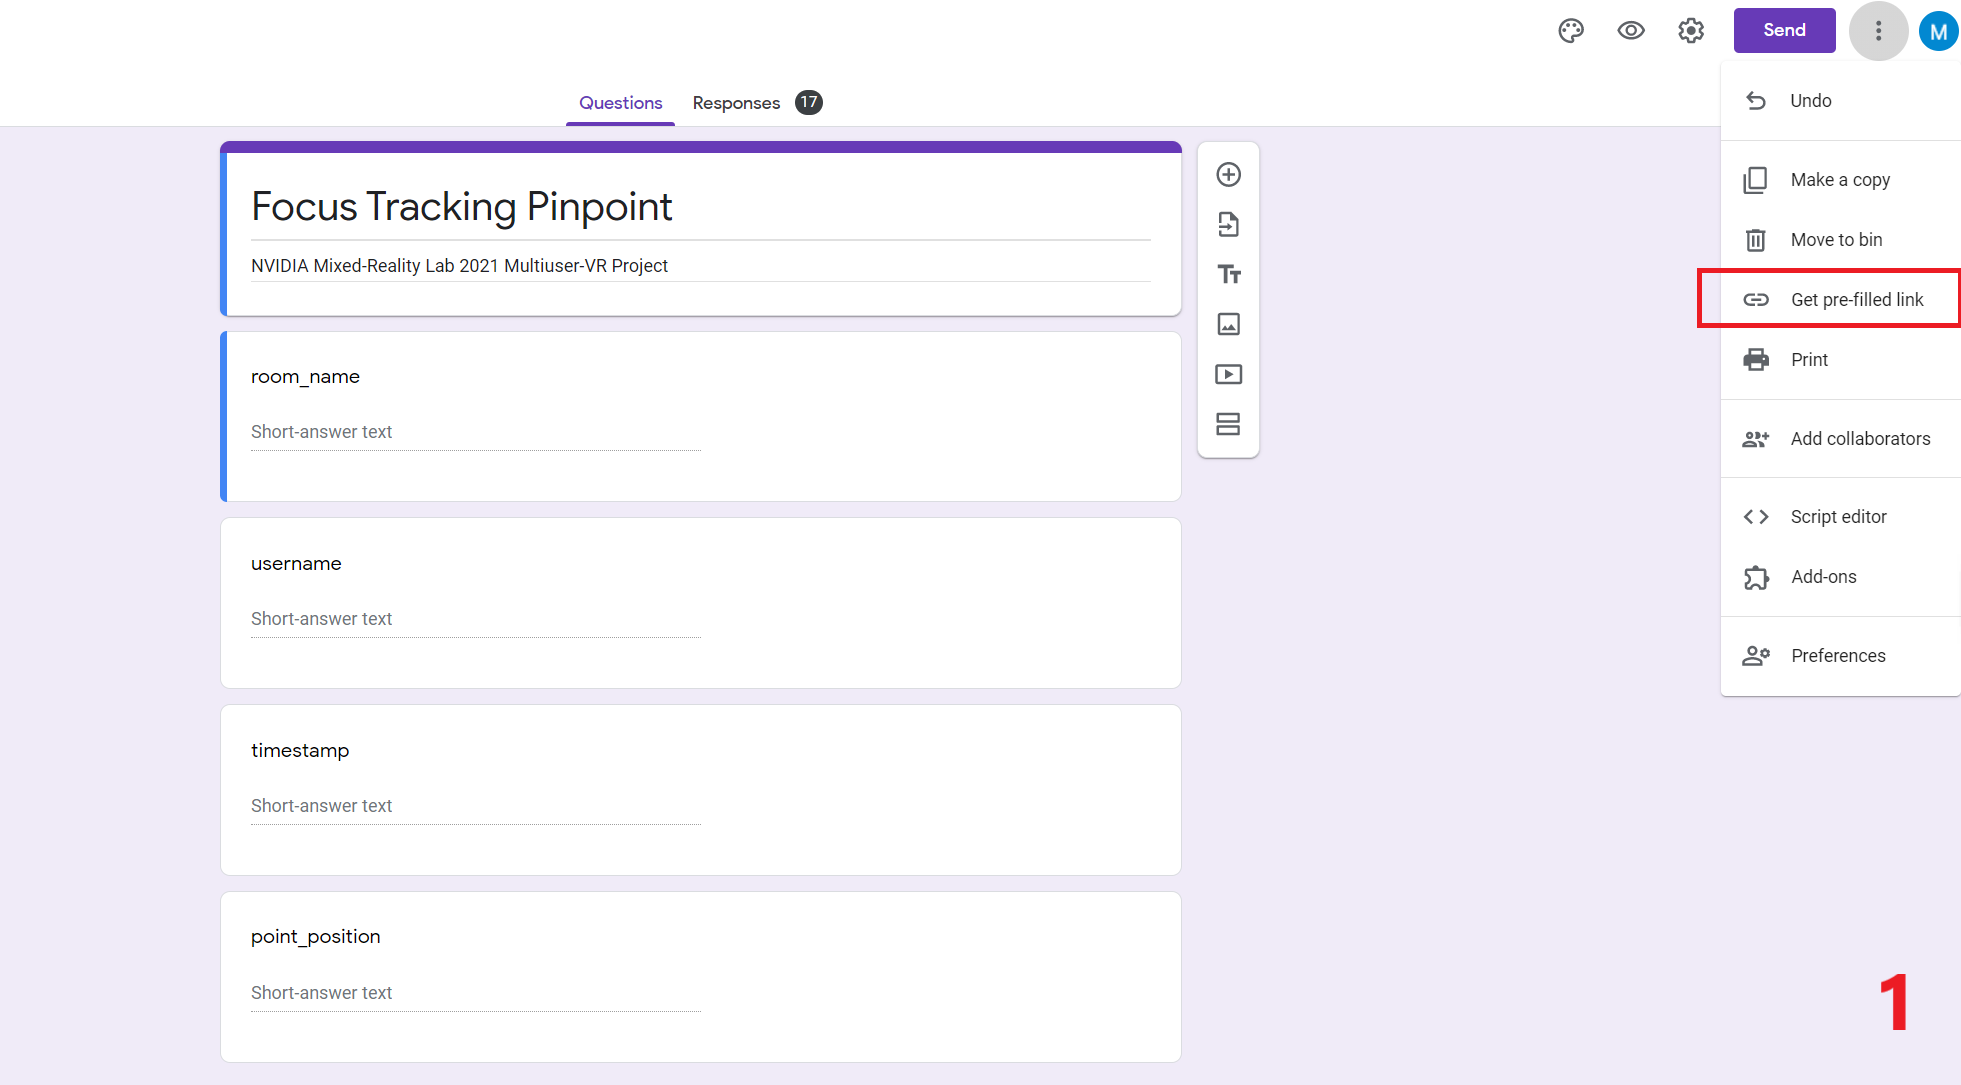 Send
M
Questions
Responses 17
Undo
Make a copy
Move to bin
Get pre-filled link
Print
Add collaborators
Script editor
Add-ons
Preferences
Focus Tracking Pinpoint
NVIDIA Mixed-Reality Lab 2021 Multiuser-VR Project
Tт
room_name
Short-answer text
username
Short-answer text
timestamp
Short-answer text
point_position
Short-answer text
1